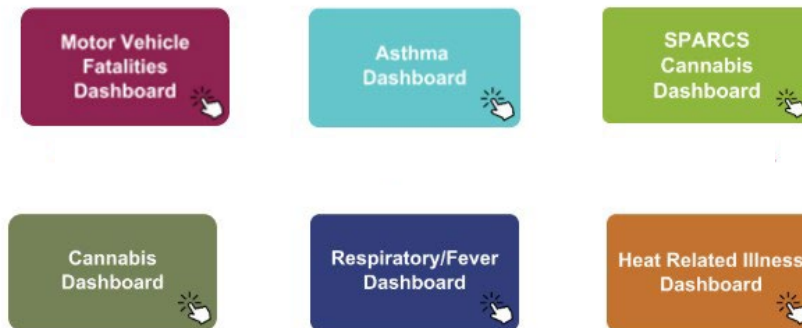 Motor Vehicle
Fatalities
Dashboard
Asthma
Dashboard
SPARCS
Cannabis
Dashboard
Cannabis
Dashboard
Respiratory/Fever
Dashboard
Heat Related Illness
Dashboard